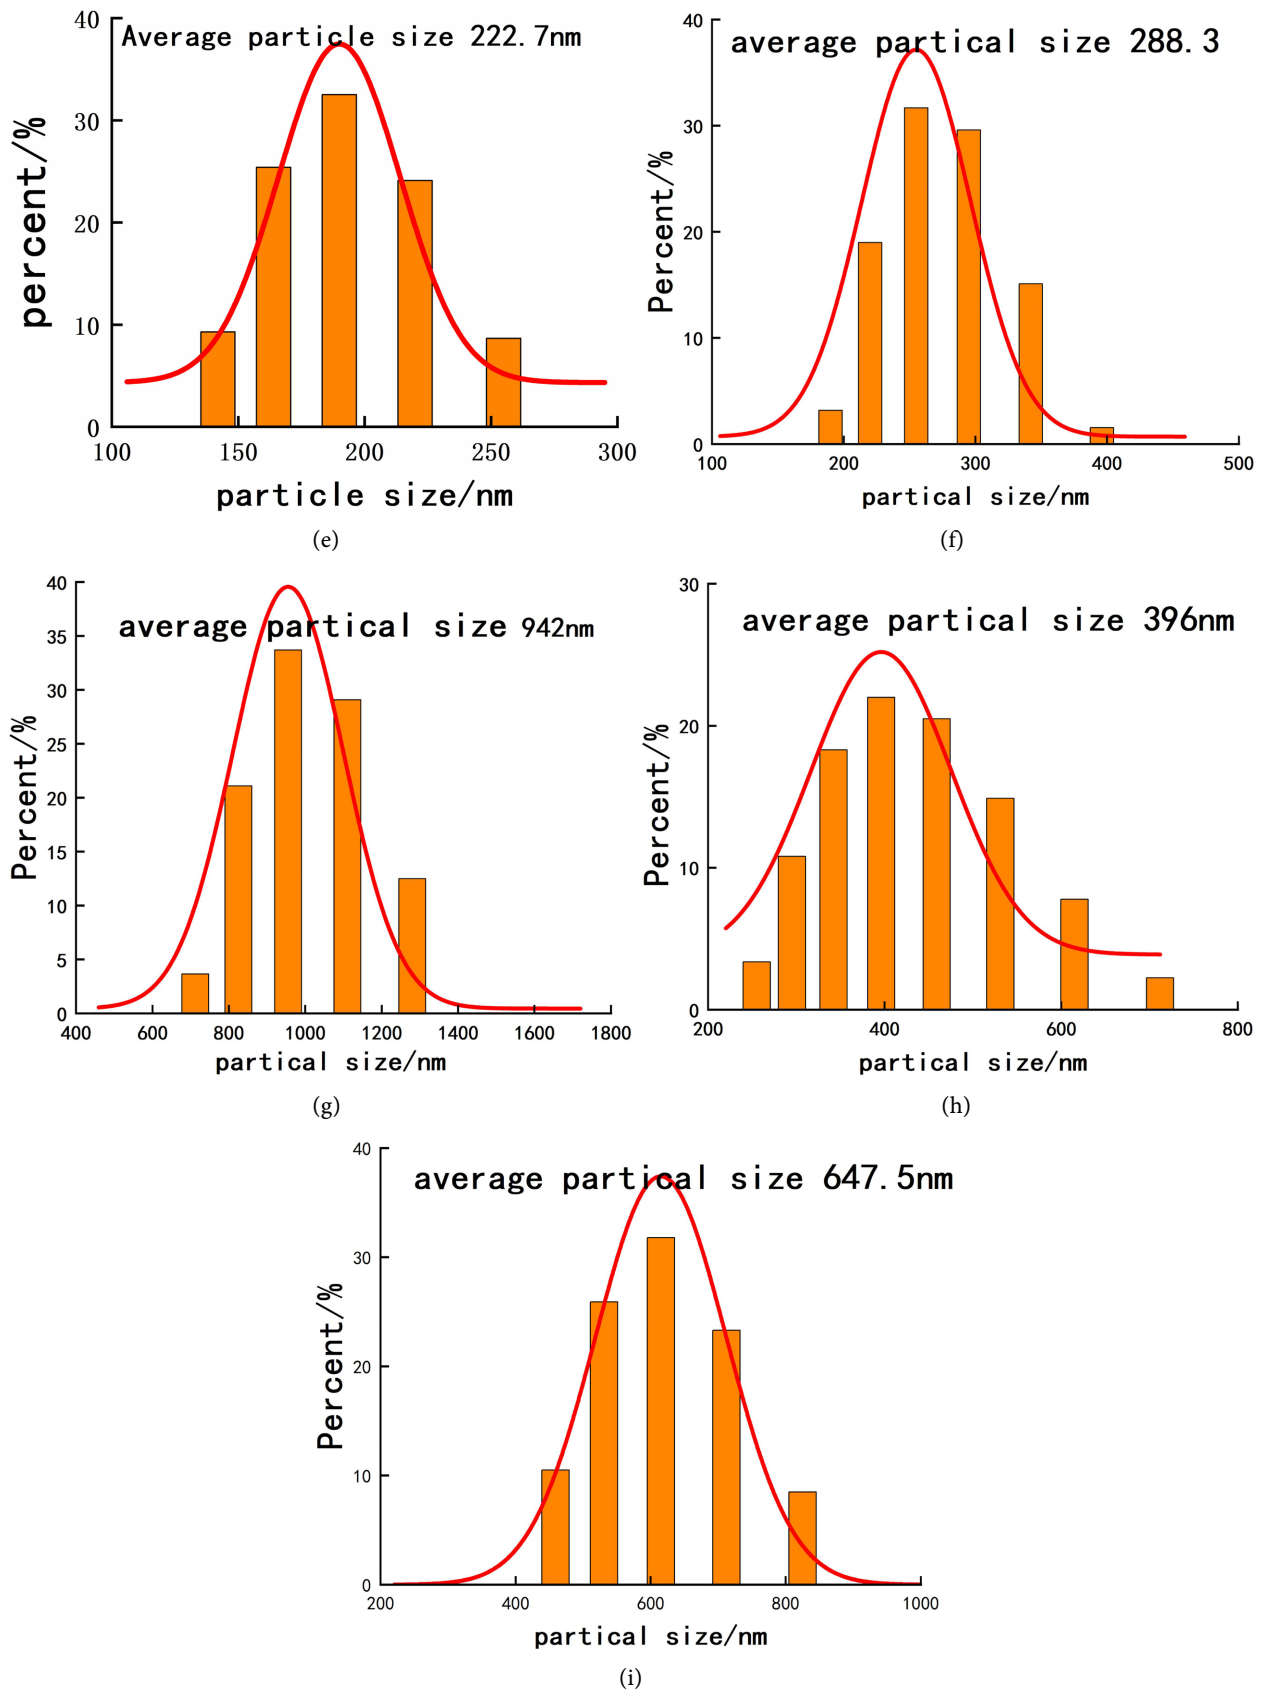 Average particle size 222.7nm
percent/%
40
30
20
10
0
100 150 200 250 300
particle size/nm
(e)
average partical size 288.3
Percent/%
40
30
20
10
0
100 200 300 400 500
partical size/nm
(f)
average partical size 942nm
Percent/%
40
35
30
25
20
15
10
5
0
400 600 800 1000 1200 1400 1600 1800
partical size/nm
(g)
average partical size 396nm
Percent/%
30
20
10
0
200 400 600 800
partical size/nm
(h)
average partical size 647.5nm
Percent/%
40
30
20
10
0
200 400 600 800 1000
partical size/nm
(i)